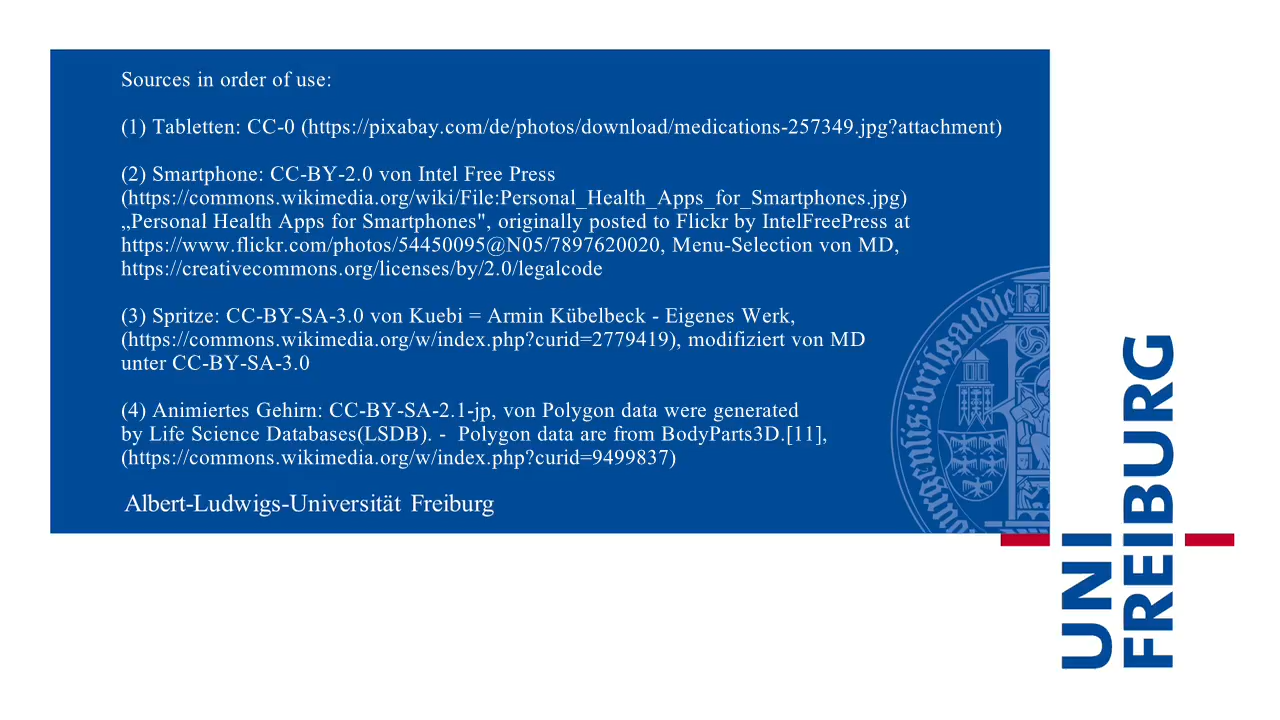 Sources in order of use:
(1) Tabletten: CC-0 (https://pixabay.com/de/photos/download/medications-257349.jpg?attachment)
(2) Smartphone: CC-BY-2.0 von Intel Free Press
(https://commons.wikimedia.org/wiki/File:Personal_Health_Apps_for_Smartphones.jpg)
„Personal Health Apps for Smartphones", originally posted to Flickr by IntelFreePress at
https://www.flickr.com/photos/54450095@N05/7897620020, Menu-Selection von MD,
https://creativecommons.org/licenses/by/2.0/legalcode
(3) Spritze: CC-BY-SA-3.0 von Kuebi = Armin Kübelbeck - Eigenes Werk,
(https://commons.wikimedia.org/w/index.php?curid=2779419), modifiziert von MD
unter CC-BY-SA-3.0
(4) Animiertes Gehirn: CC-BY-SA-2.1-jp, von Polygon data were generated
by Life Science Databases(LSDB). -  Polygon data are from BodyParts3D.[11],
(https://commons.wikimedia.org/w/index.php?curid=9499837)
Albert-Ludwigs-Universität Freiburg
UNI
FREIBURG